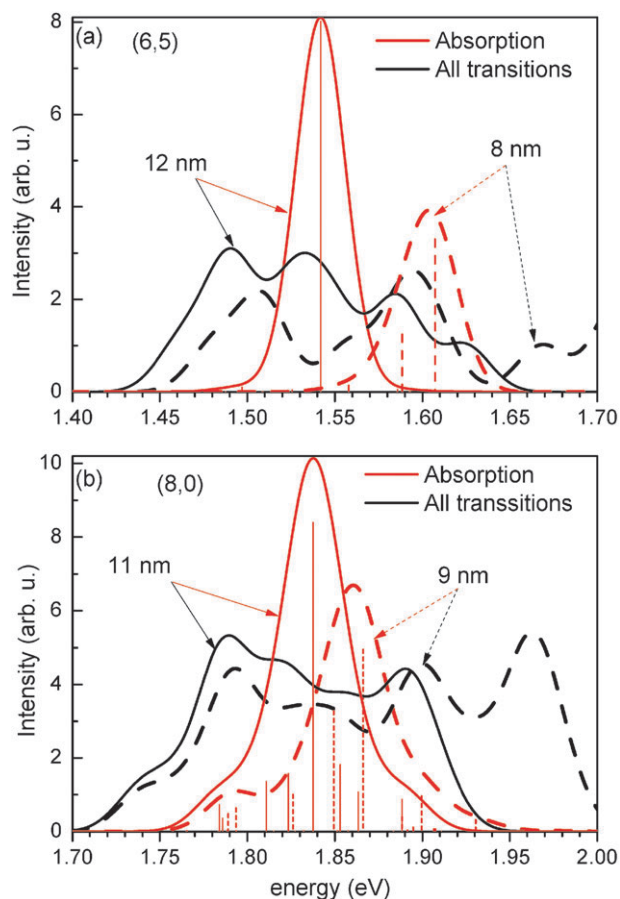 (a) (6,5)
Absorption
All transitions
12 nm
8 nm
Intensity (arb. u.)
8
6
4
2
0
1.40 1.45 1.50 1.55 1.60 1.65 1.70
(b) (8,0)
Absorption
All transsitions
11 nm
9 nm
Intensity (arb. u.)
10
8
6
4
2
0
1.70 1.75 1.80 1.85 1.90 1.95 2.00
energy (eV)